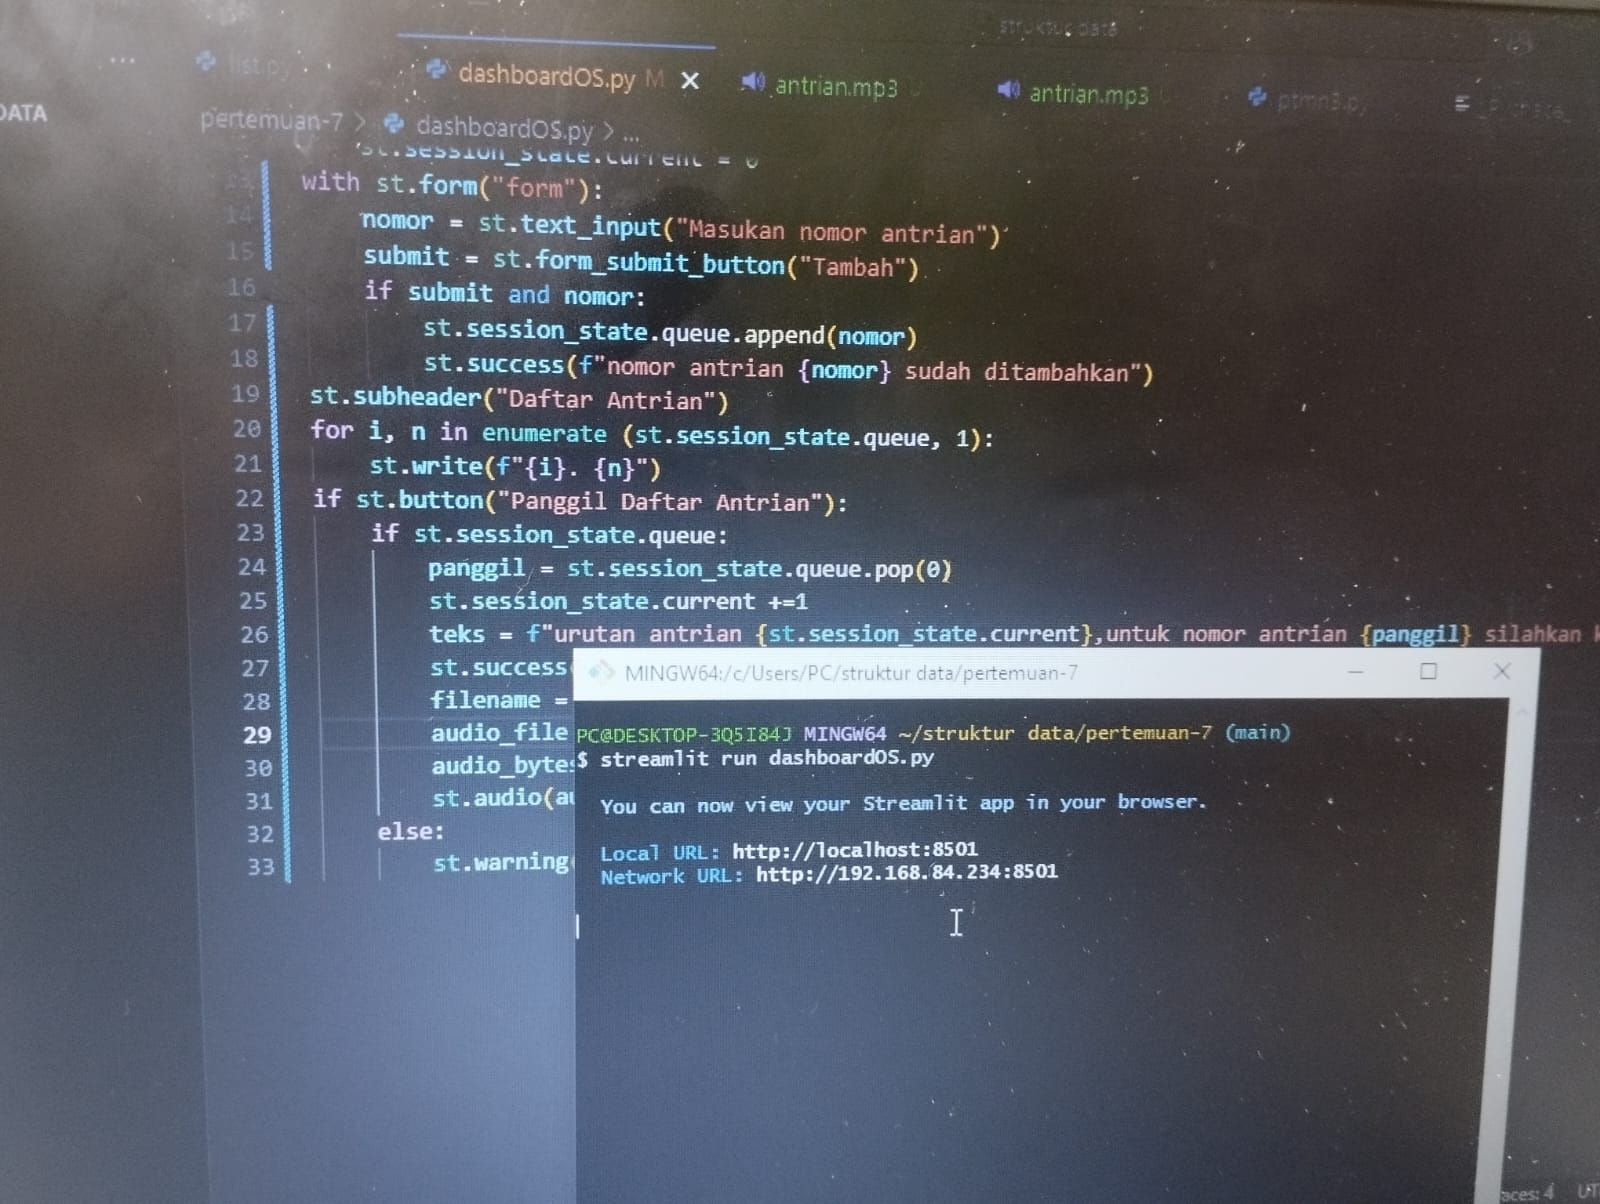 struktur data
... list.py dashboardOS.py M X antrian.mp3 antrian.mp3 ptmn3.py
DATA
pertemuan-7 > dashboardOS.py > ...
st.session_state.current = 0
13 with st.form("form"):
14 nomor = st.text_input("Masukan nomor antrian")
15 submit = st.form_submit_button("Tambah")
16 if submit and nomor:
17 st.session_state.queue.append(nomor)
18 st.success(f"nomor antrian {nomor} sudah ditambahkan")
19 st.subheader("Daftar Antrian")
20 for i, n in enumerate (st.session_state.queue, 1):
21 st.write(f"{i}. {n}")
22 if st.button("Panggil Daftar Antrian"):
23 if st.session_state.queue:
24 panggil = st.session_state.queue.pop(0)
25 st.session_state.current +=1
26 teks = f"urutan antrian {st.session_state.current},untuk nomor antrian {panggil} silahkan k
27 st.success
28 filename =
29 audio_file
30 audio_bytes
31 st.audio(au
32 else:
33 st.warning
MINGW64:/c/Users/PC/struktur data/pertemuan-7
PC@DESKTOP-3Q5I84J MINGW64 ~/struktur data/pertemuan-7 (main)
$ streamlit run dashboardOS.py
You can now view your Streamlit app in your browser.
Local URL: http://localhost:8501
Network URL: http://192.168.84.234:8501
aces: 4 UT